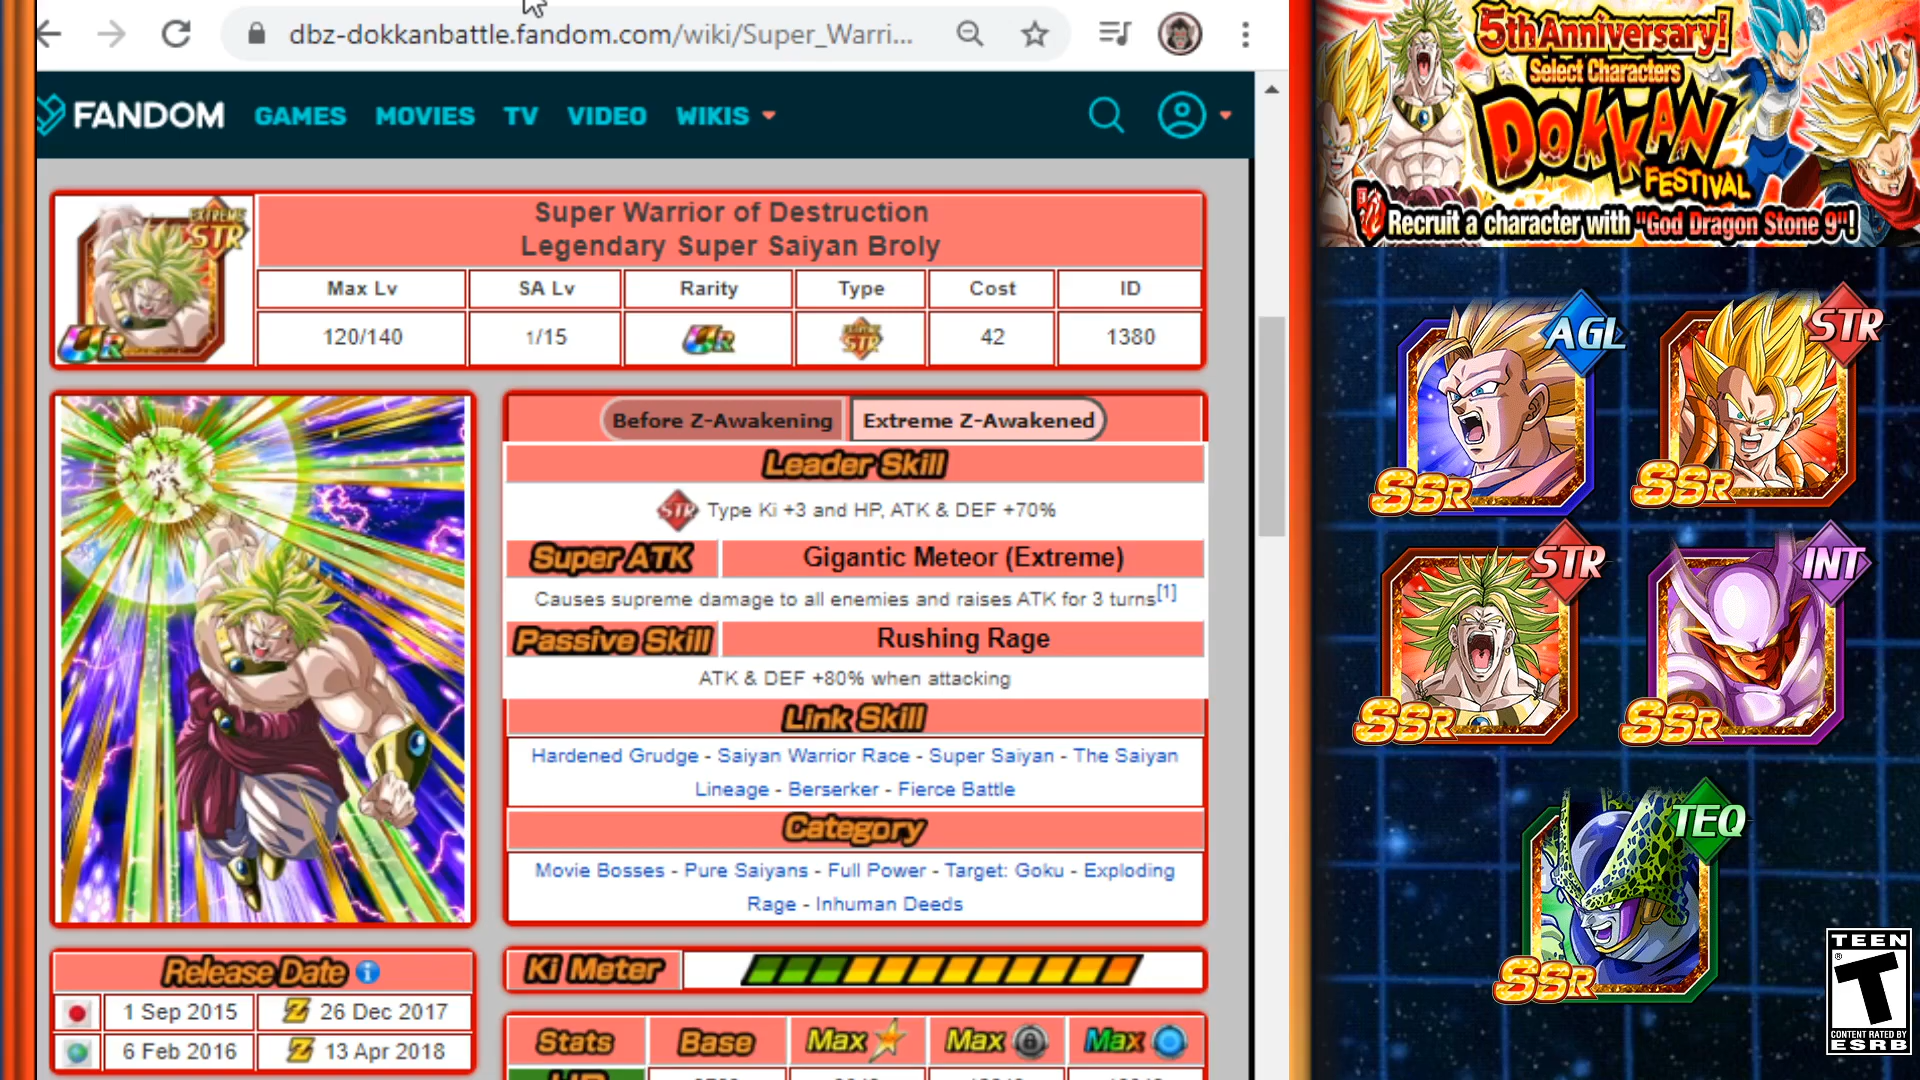 dbz-dokkanbattle.fandom.com/wiki/Super_Warri...
FANDOM GAMES MOVIES TV VIDEO WIKIS
EXTREME STR
UR
Super Warrior of Destruction
Legendary Super Saiyan Broly
Max Lv SA Lv Rarity Type Cost ID
120/140 1/15 UR EXTREME STR 42 1380
Before Z-Awakening Extreme Z-Awakened
Leader Skill
STR Type Ki +3 and HP, ATK & DEF +70%
Super ATK Gigantic Meteor (Extreme)
Causes supreme damage to all enemies and raises ATK for 3 turns[1]
Passive Skill Rushing Rage
ATK & DEF +80% when attacking
Link Skill
Hardened Grudge - Saiyan Warrior Race - Super Saiyan - The Saiyan
Lineage - Berserker - Fierce Battle
Category
Movie Bosses - Pure Saiyans - Full Power - Target: Goku - Exploding
Rage - Inhuman Deeds
Release Date
1 Sep 2015 Z 26 Dec 2017
6 Feb 2016 Z 13 Apr 2018
Ki Meter
Stats Base Max Max Max
5th Anniversary!
Select Characters
DOKKAN
FESTIVAL
Recruit a character with "God Dragon Stone 9"!
AGL
SSR
STR
SSR
STR
SSR
INT
SSR
TEQ
SSR
TEEN
T
®
CONTENT RATED BY
ESRB